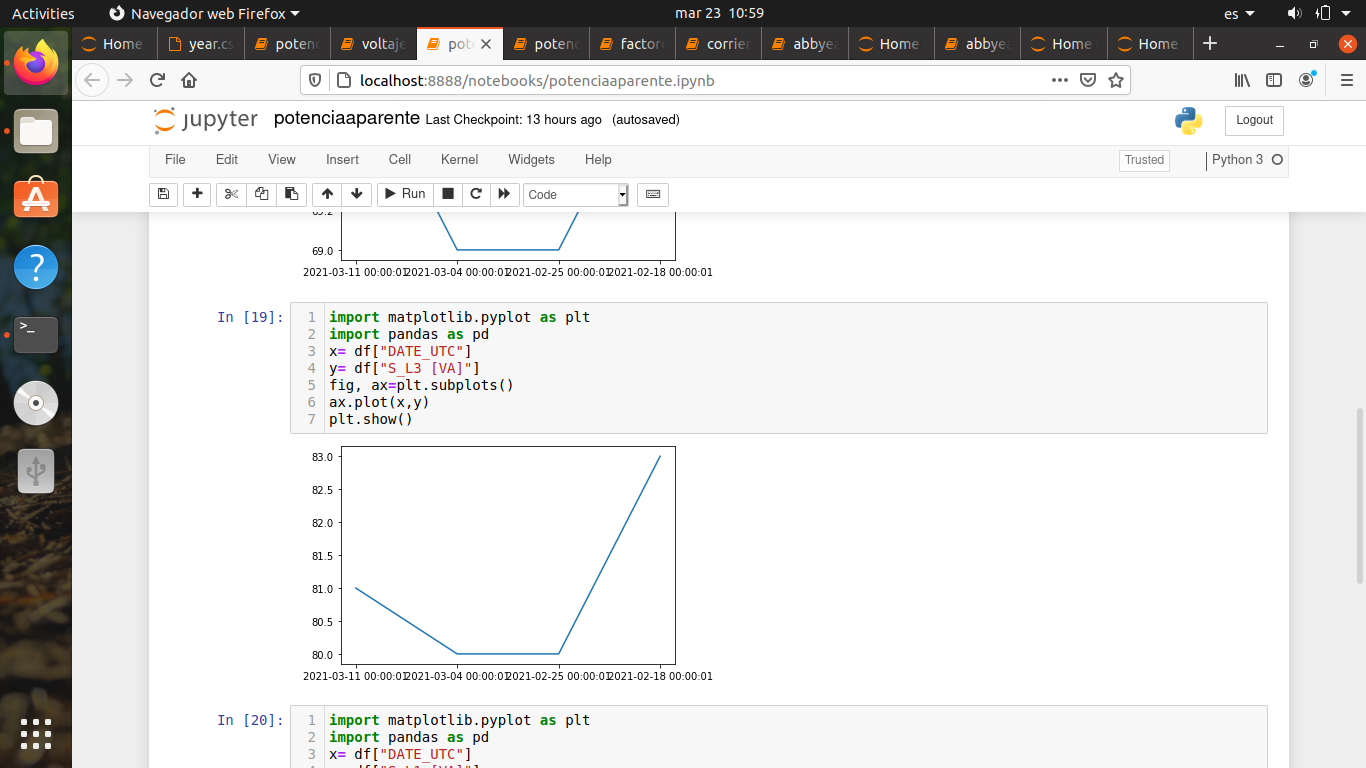 Activities Navegador web Firefox mar 23 10:59 es
Home year.cs potenc voltaje pote potenc factor corrier abbyea Home abbyea Home Home
localhost:8888/notebooks/potenciaaparente.ipynb
jupyter potenciaaparente Last Checkpoint: 13 hours ago (autosaved) Logout
File Edit View Insert Cell Kernel Widgets Help Trusted Python 3
Run Code
69.2
69.0
2021-03-11 00:00:01 2021-03-04 00:00:01 2021-02-25 00:00:01 2021-02-18 00:00:01
In [19]:
1 import matplotlib.pyplot as plt
2 import pandas as pd
3 x= df["DATE_UTC"]
4 y= df["S_L3 [VA]"]
5 fig, ax=plt.subplots()
6 ax.plot(x,y)
7 plt.show()
83.0
82.5
82.0
81.5
81.0
80.5
80.0
2021-03-11 00:00:01 2021-03-04 00:00:01 2021-02-25 00:00:01 2021-02-18 00:00:01
In [20]:
1 import matplotlib.pyplot as plt
2 import pandas as pd
3 x= df["DATE_UTC"]